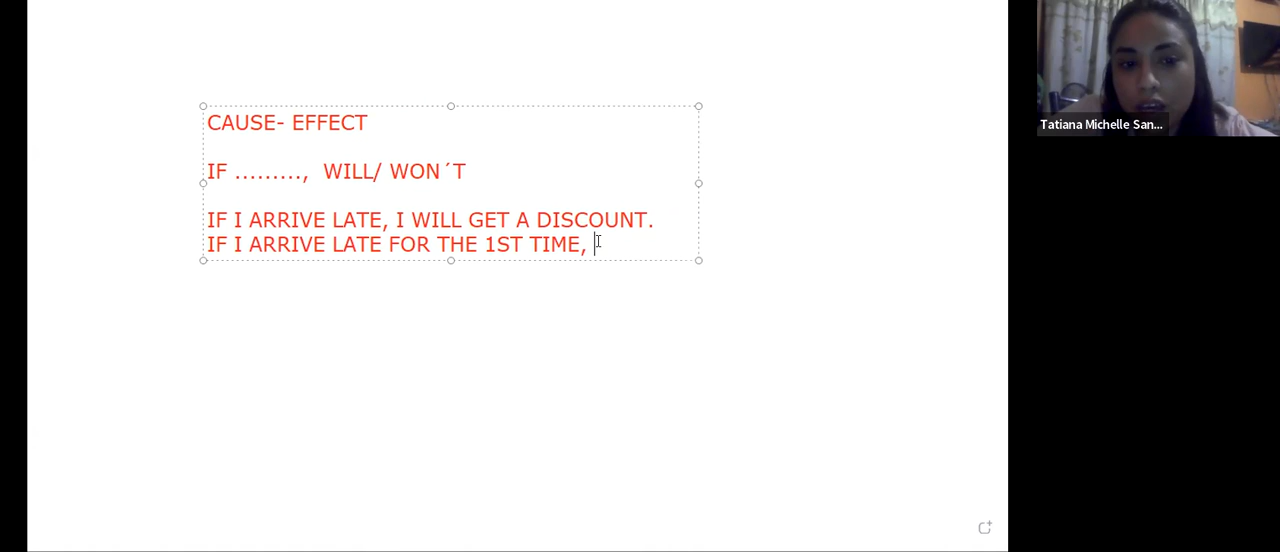 CAUSE- EFFECT
IF ........., WILL/ WON´T
IF I ARRIVE LATE, I WILL GET A DISCOUNT.
IF I ARRIVE LATE FOR THE 1ST TIME,
Tatiana Michelle San...